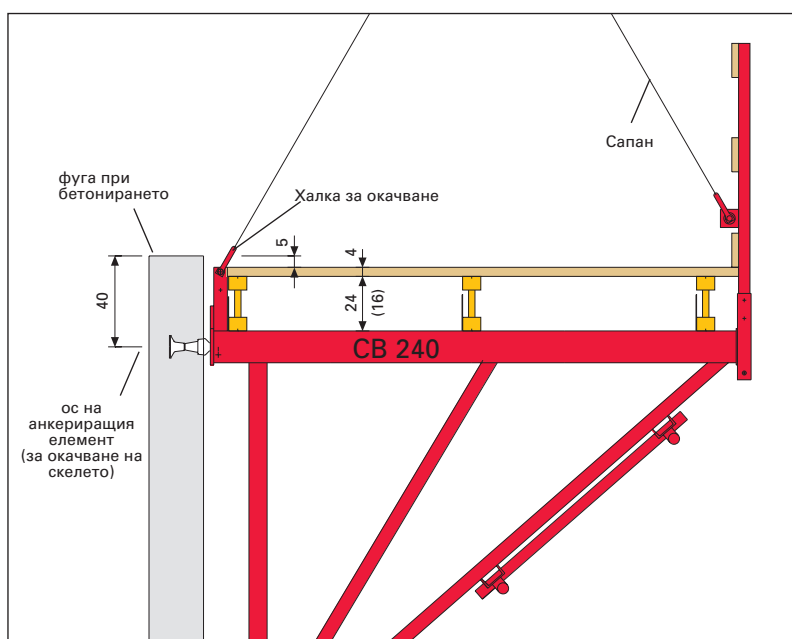 Сапан
фуга при
бетонирането
Халка за окачване
5
4
40
24
(16)
СВ 240
ос на
анкериращия
елемент
(за окачване на
скелето)